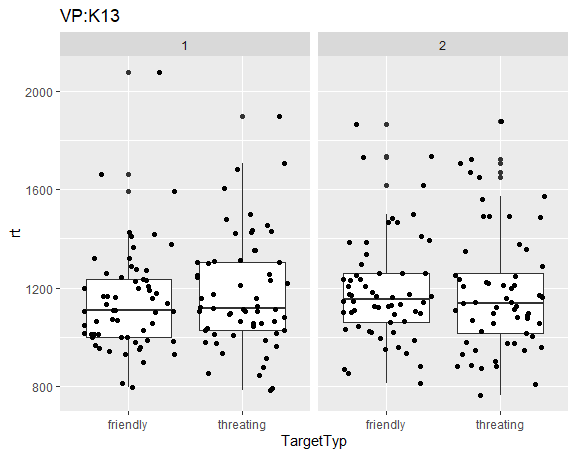 VP:K13
1 2
2000
1600
1200
800
rt
friendly threating friendly threating
TargetTyp